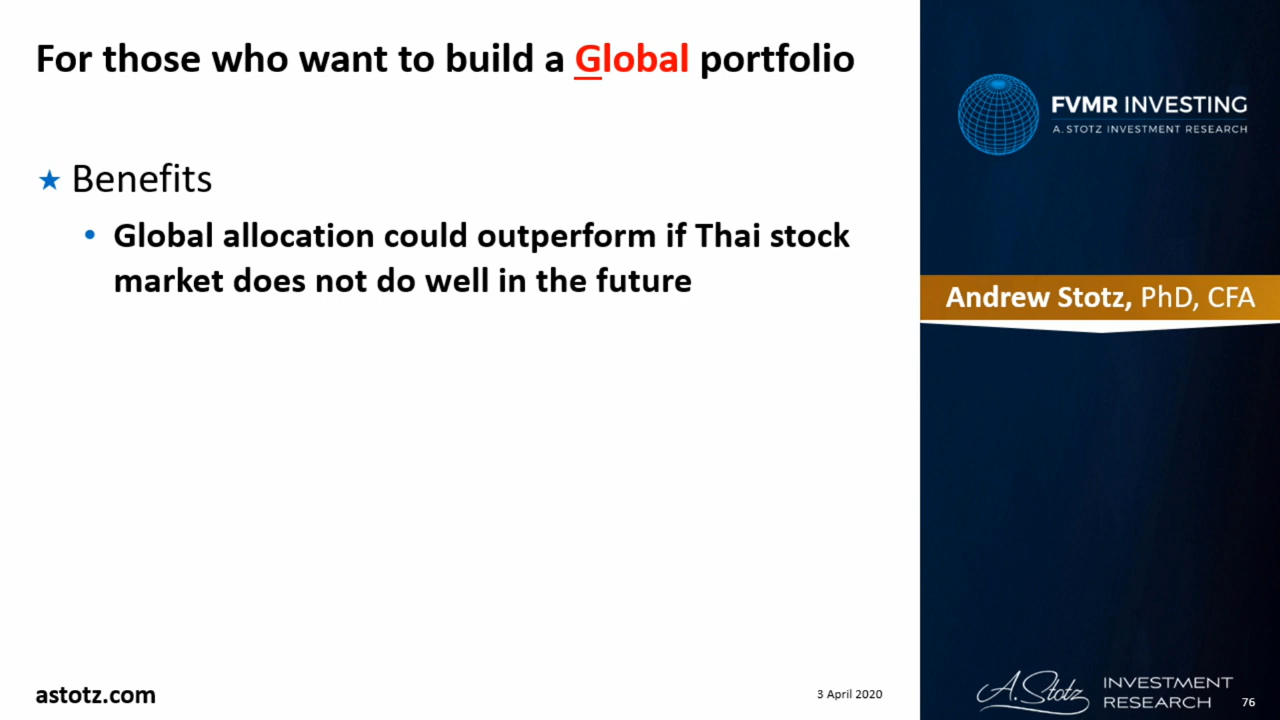 For those who want to build a Global portfolio
Benefits
Global allocation could outperform if Thai stock
market does not do well in the future
FVMR INVESTING
A. STOTZ INVESTMENT RESEARCH
Andrew Stotz, PhD, CFA
astotz.com
3 April 2020
A. Stotz
INVESTMENT
RESEARCH
76